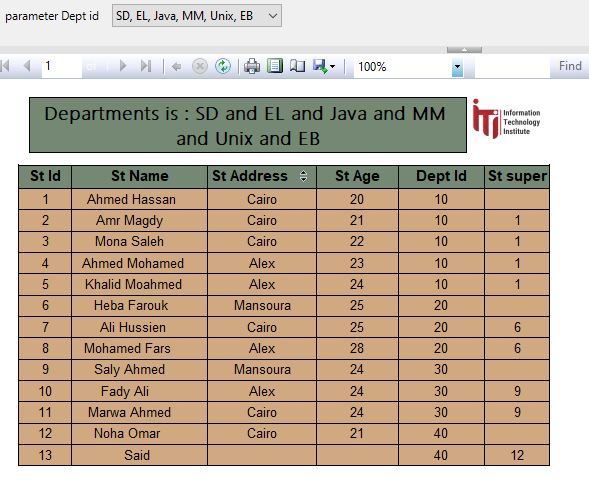 parameter Dept id SD, EL, Java, MM, Unix, EB
1 100% Find
Departments is : SD and EL and Java and MM
and Unix and EB
iTi Information
Technology
Institute
St Id St Name St Address St Age Dept Id St super
1 Ahmed Hassan Cairo 20 10
2 Amr Magdy Cairo 21 10 1
3 Mona Saleh Cairo 22 10 1
4 Ahmed Mohamed Alex 23 10 1
5 Khalid Moahmed Alex 24 10 1
6 Heba Farouk Mansoura 25 20
7 Ali Hussien Cairo 25 20 6
8 Mohamed Fars Alex 28 20 6
9 Saly Ahmed Mansoura 24 30
10 Fady Ali Alex 24 30 9
11 Marwa Ahmed Cairo 24 30 9
12 Noha Omar Cairo 21 40
13 Said 40 12